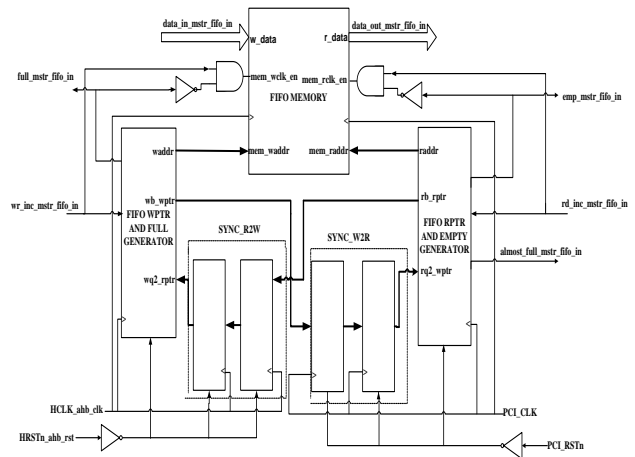 data_in_mstr_fifo_in
data_out_mstr_fifo_in
w_data
r_data
full_mstr_fifo_in
mem_wclk_en
mem_rclk_en
FIFO MEMORY
emp_mstr_fifo_in
waddr
mem_waddr
mem_raddr
raddr
wb_wptr
rb_rptr
wr_inc_mstr_fifo_in
FIFO WPTR
AND FULL
GENERATOR
FIFO RPTR
AND EMPTY
GENERATOR
rd_inc_mstr_fifo_in
SYNC_R2W
SYNC_W2R
almost_full_mstr_fifo_in
wq2_rptr
rq2_wptr
HCLK_ahb_clk
PCI_CLK
HRSTn_ahb_rst
PCI_RSTn